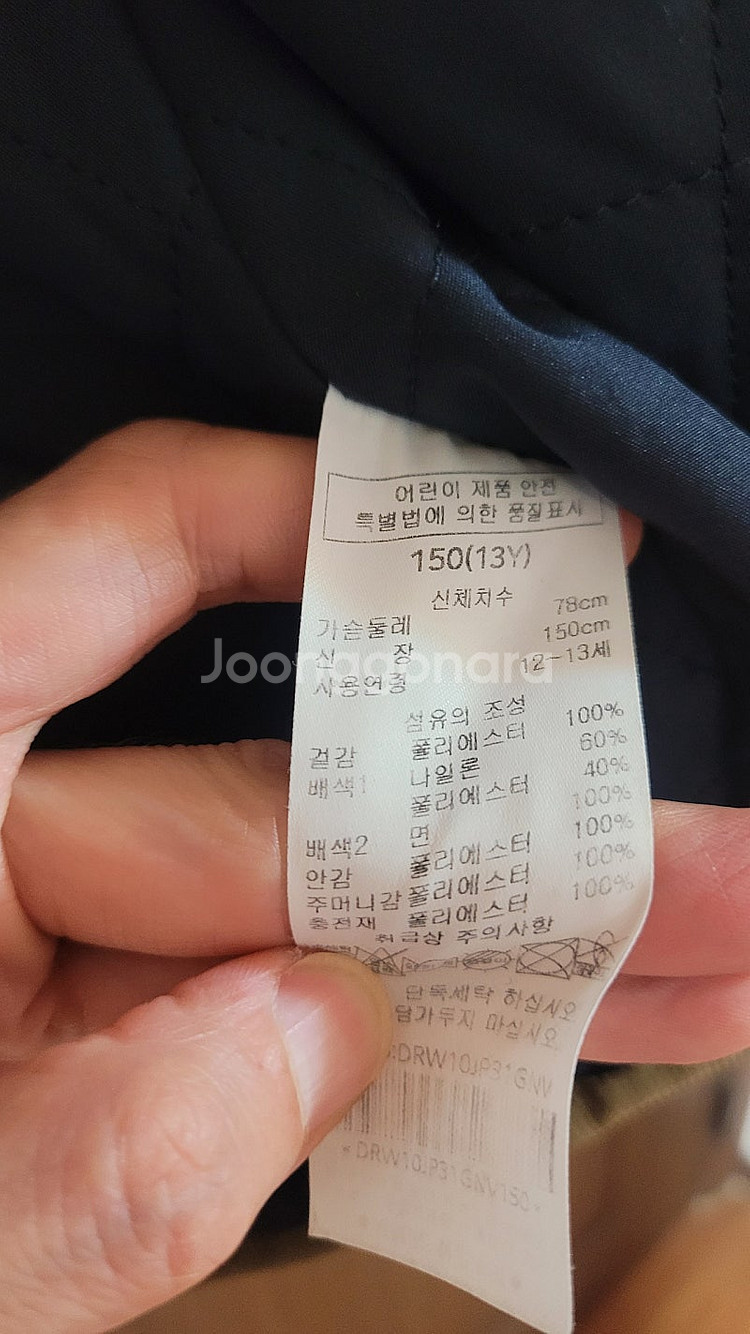 어린이 제품 안전
특별법에 의한 품질표시
150(13Y)
신체치수
가슴둘레 78cm
신 장 150cm
사용연령 12-13세
섬유의 조성
겉감 폴리에스터 100%
배색1 나일론 60%
폴리에스터 40%
배색2 면 100%
안감 폴리에스터 100%
주머니감 폴리에스터 100%
충전재 폴리에스터 100%
취급상 주의사항
단독세탁 하십시오
담가두지 마십시오
:DRW10JP31GNV
*DRW10JP31GNV150*
Joonggonara